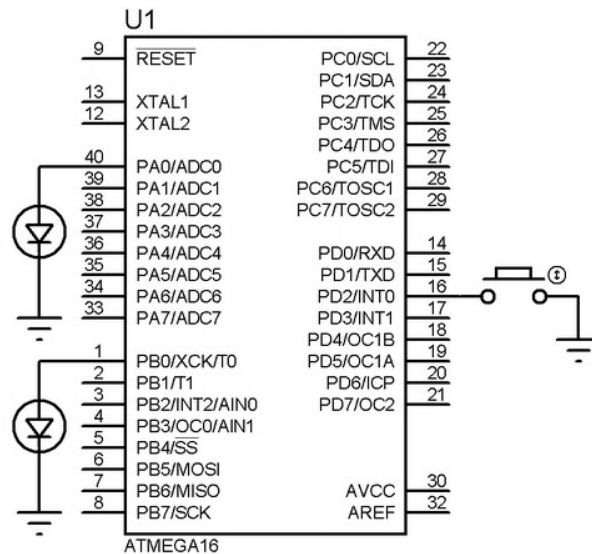 U1
9 RESET
13 XTAL1
12 XTAL2
40 PA0/ADC0
39 PA1/ADC1
38 PA2/ADC2
37 PA3/ADC3
36 PA4/ADC4
35 PA5/ADC5
34 PA6/ADC6
33 PA7/ADC7
1 PB0/XCK/T0
2 PB1/T1
3 PB2/INT2/AIN0
4 PB3/OC0/AIN1
5 PB4/SS
6 PB5/MOSI
7 PB6/MISO
8 PB7/SCK
PC0/SCL 22
PC1/SDA 23
PC2/TCK 24
PC3/TMS 25
PC4/TDO 26
PC5/TDI 27
PC6/TOSC1 28
PC7/TOSC2 29
PD0/RXD 14
PD1/TXD 15
PD2/INT0 16
PD3/INT1 17
PD4/OC1B 18
PD5/OC1A 19
PD6/ICP 20
PD7/OC2 21
AVCC 30
AREF 32
ATMEGA16